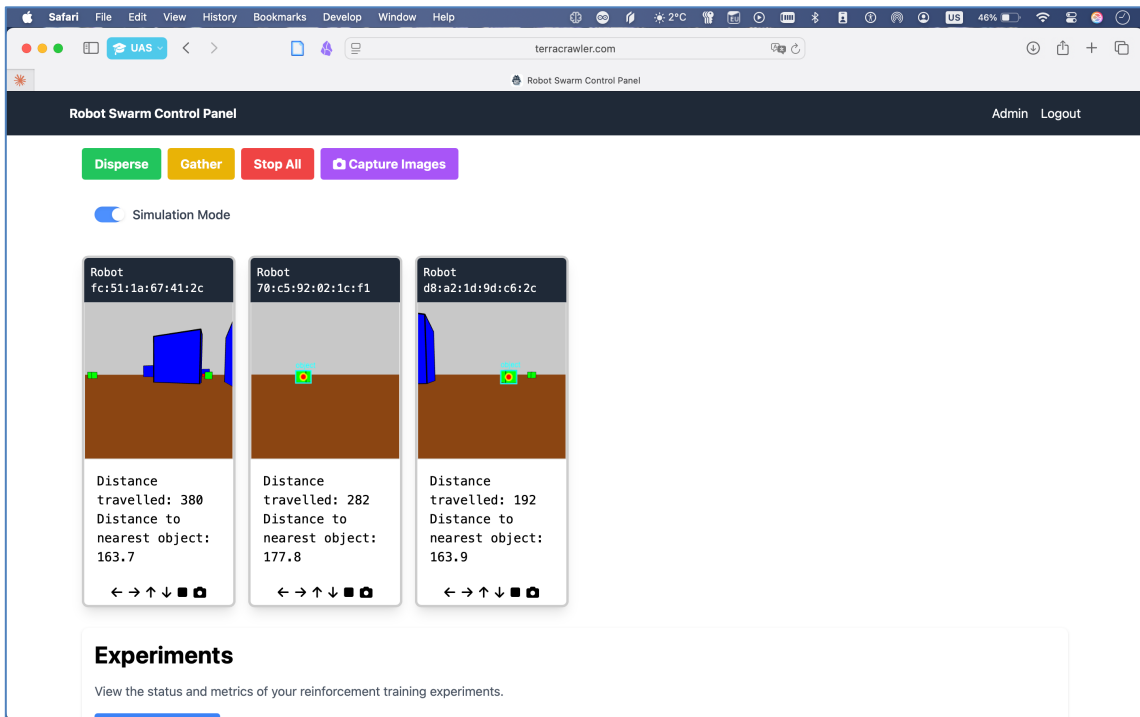 Safari File Edit View History Bookmarks Develop Window Help EU 2°C US 46%
UAS terracrawler.com
Robot Swarm Control Panel
Robot Swarm Control Panel Admin Logout
Disperse Gather Stop All Capture Images
Simulation Mode
Robot
fc:51:1a:67:41:2c
Distance
travelled: 380
Distance to
nearest object:
163.7
Robot
70:c5:92:02:1c:f1
Distance
travelled: 282
Distance to
nearest object:
177.8
Robot
d8:a2:1d:9d:c6:2c
Distance
travelled: 192
Distance to
nearest object:
163.9
Experiments
View the status and metrics of your reinforcement training experiments.